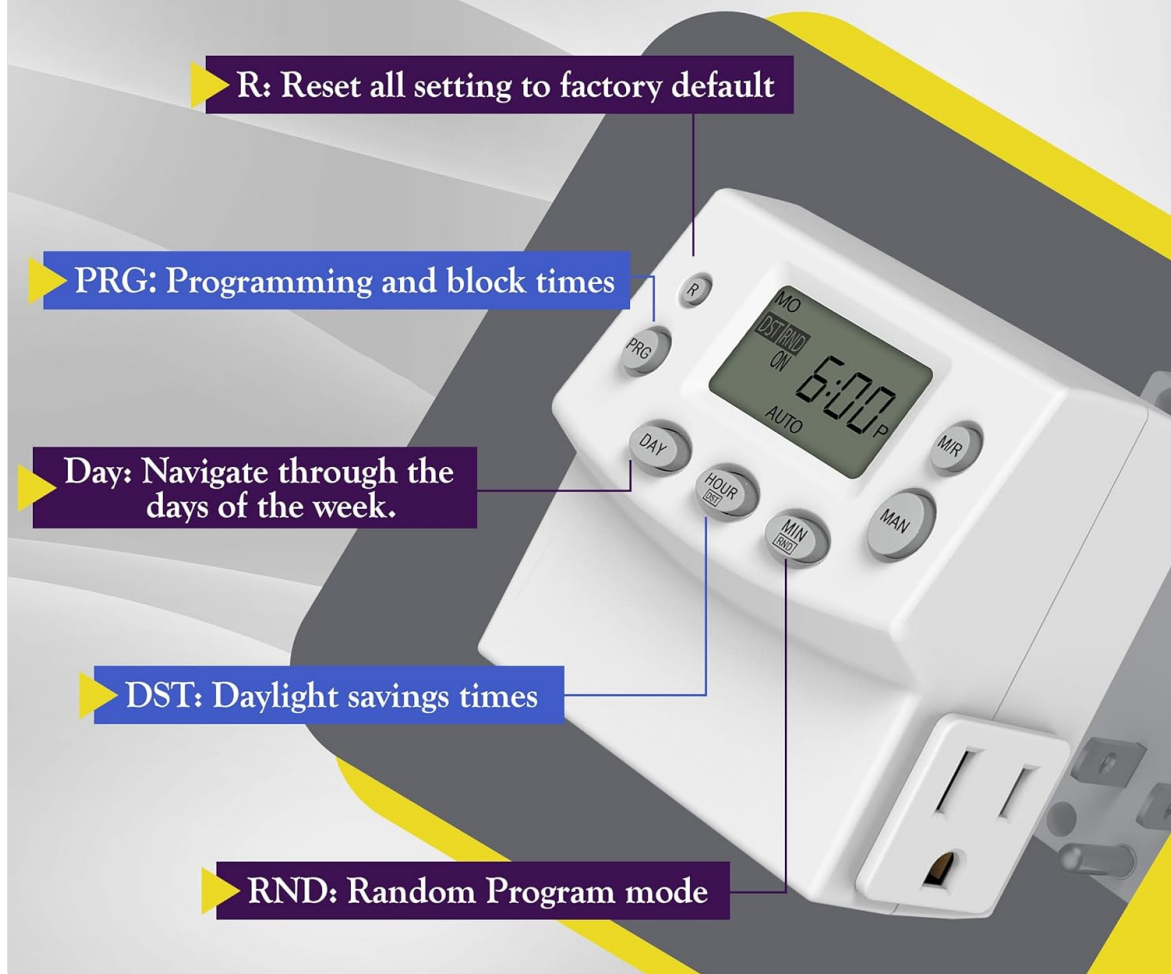 R: Reset all setting to factory default
PRG: Programming and block times
Day: Navigate through the
days of the week.
DST: Daylight savings times
RND: Random Program mode
R
PRG
DAY
HOUR
DST
MIN
RND
M/R
MAN
MO
DST RND
ON
6:00 P
AUTO